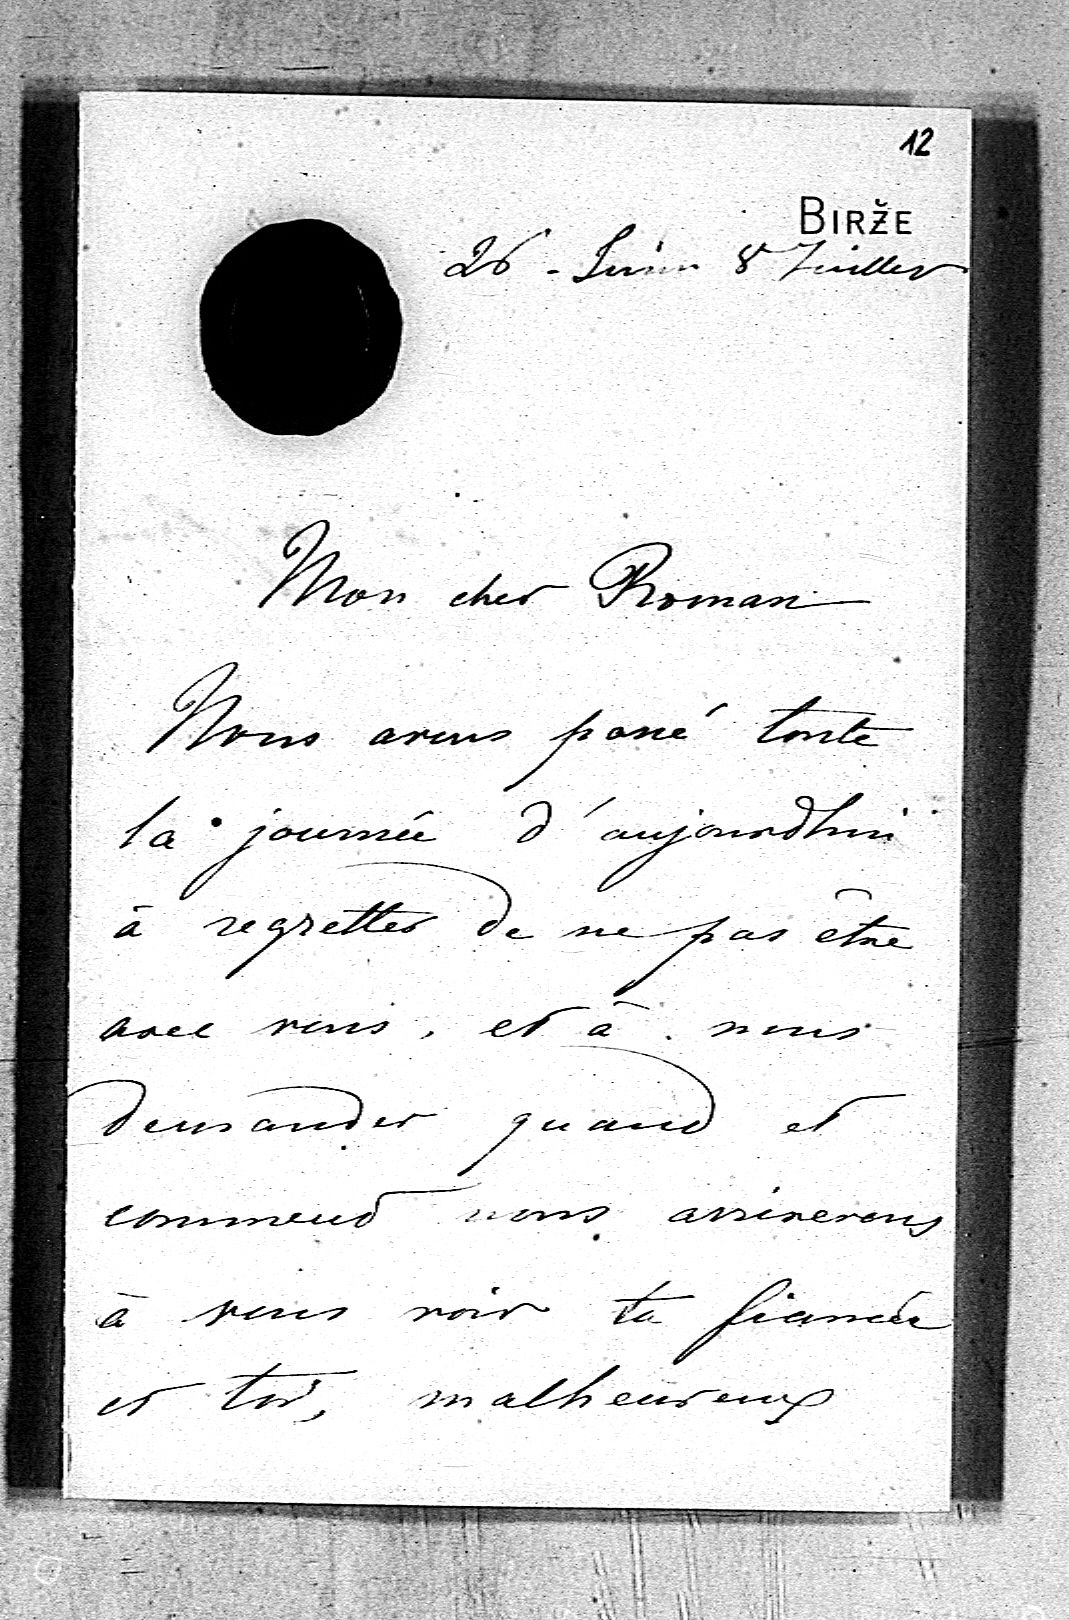 12
BIRŽE
26 - Juin 8 Juillet
Mon cher Roman
Nous avons passé toute
la journée d'aujourdhui
à regretter de ne pas être
avec vous, et à nous
demander quand et
comment nous arriverons
à vous voir ta fiancée
et toi, malheureux